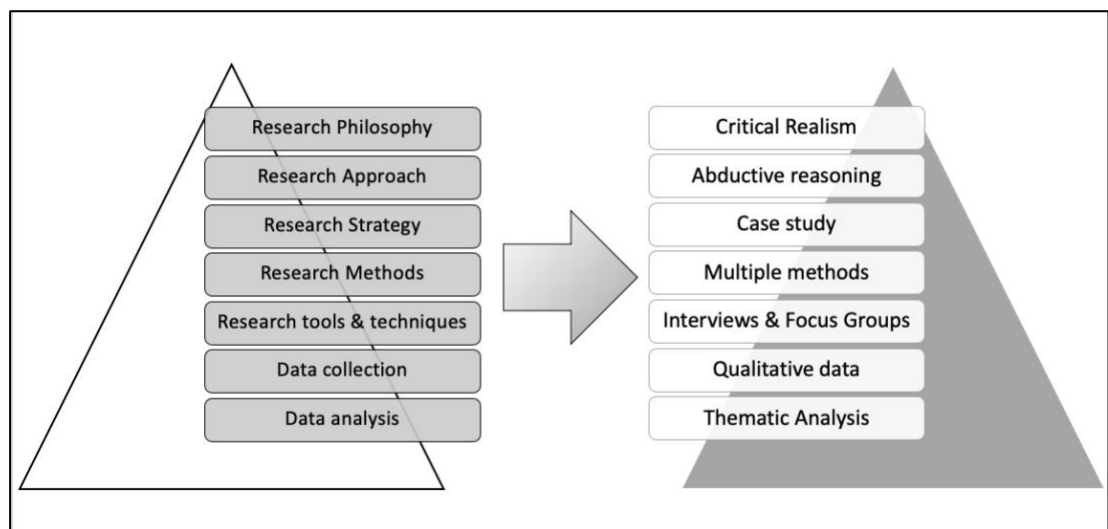 Research Philosophy
Research Approach
Research Strategy
Research Methods
Research tools & techniques
Data collection
Data analysis
Critical Realism
Abductive reasoning
Case study
Multiple methods
Interviews & Focus Groups
Qualitative data
Thematic Analysis